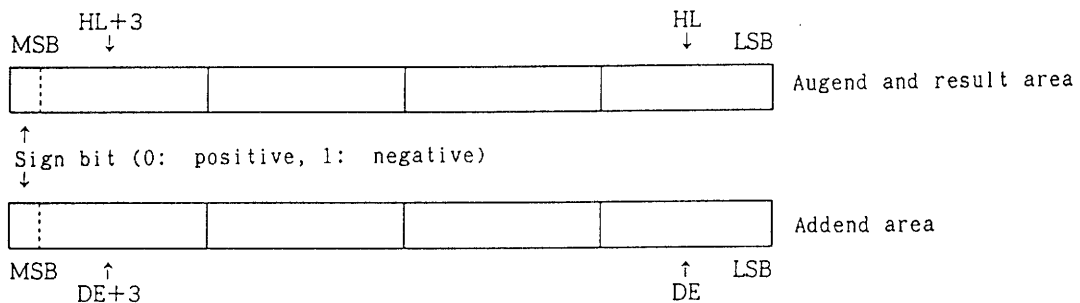 HL+3 HL
MSB ↓ ↓ LSB
Augend and result area
↑
Sign bit (0: positive, 1: negative)
↓
Addend area
MSB ↑ ↑ LSB
DE+3 DE